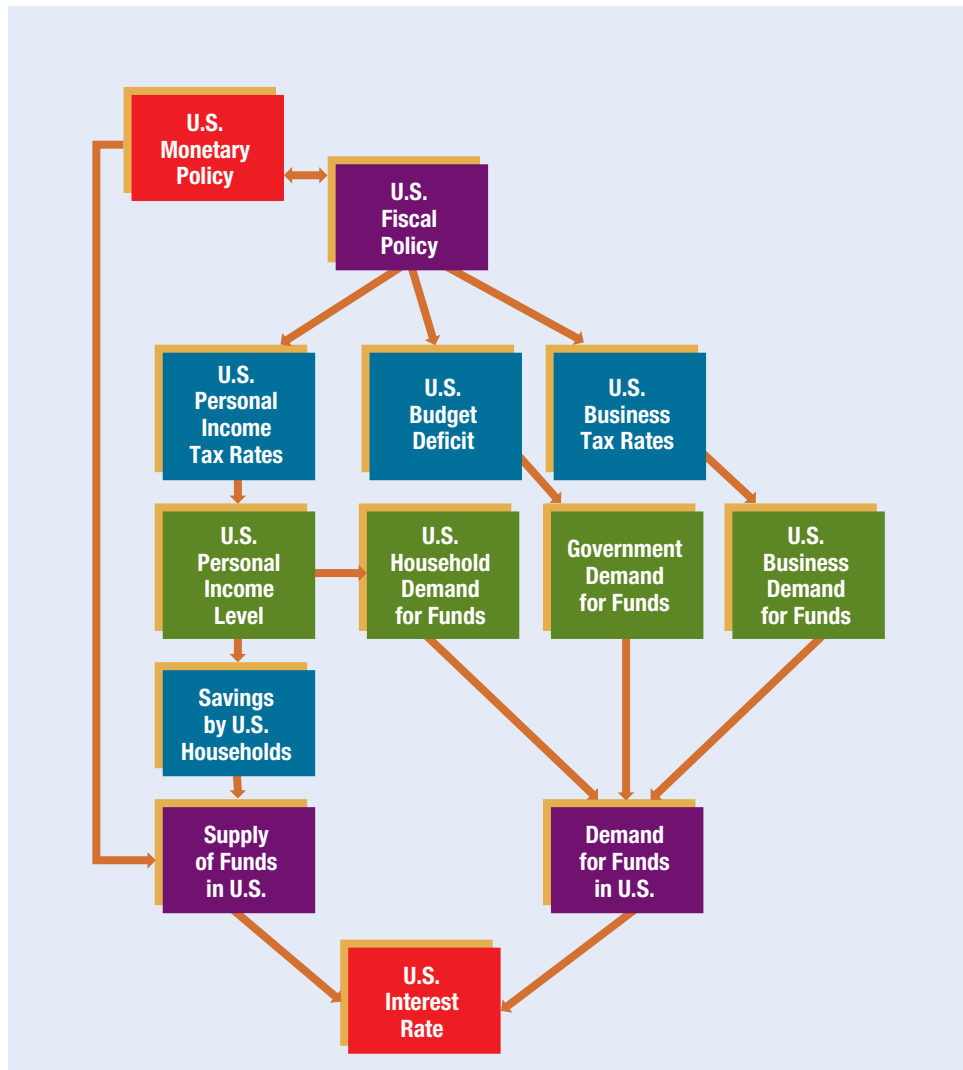 U.S.
Monetary
Policy
U.S.
Fiscal
Policy
U.S.
Personal
Income
Tax Rates
U.S.
Budget
Deficit
U.S.
Business
Tax Rates
U.S.
Personal
Income
Level
U.S.
Household
Demand
for Funds
Government
Demand
for Funds
U.S.
Business
Demand
for Funds
Savings
by U.S.
Households
Supply
of Funds
in U.S.
Demand
for Funds
in U.S.
U.S.
Interest
Rate